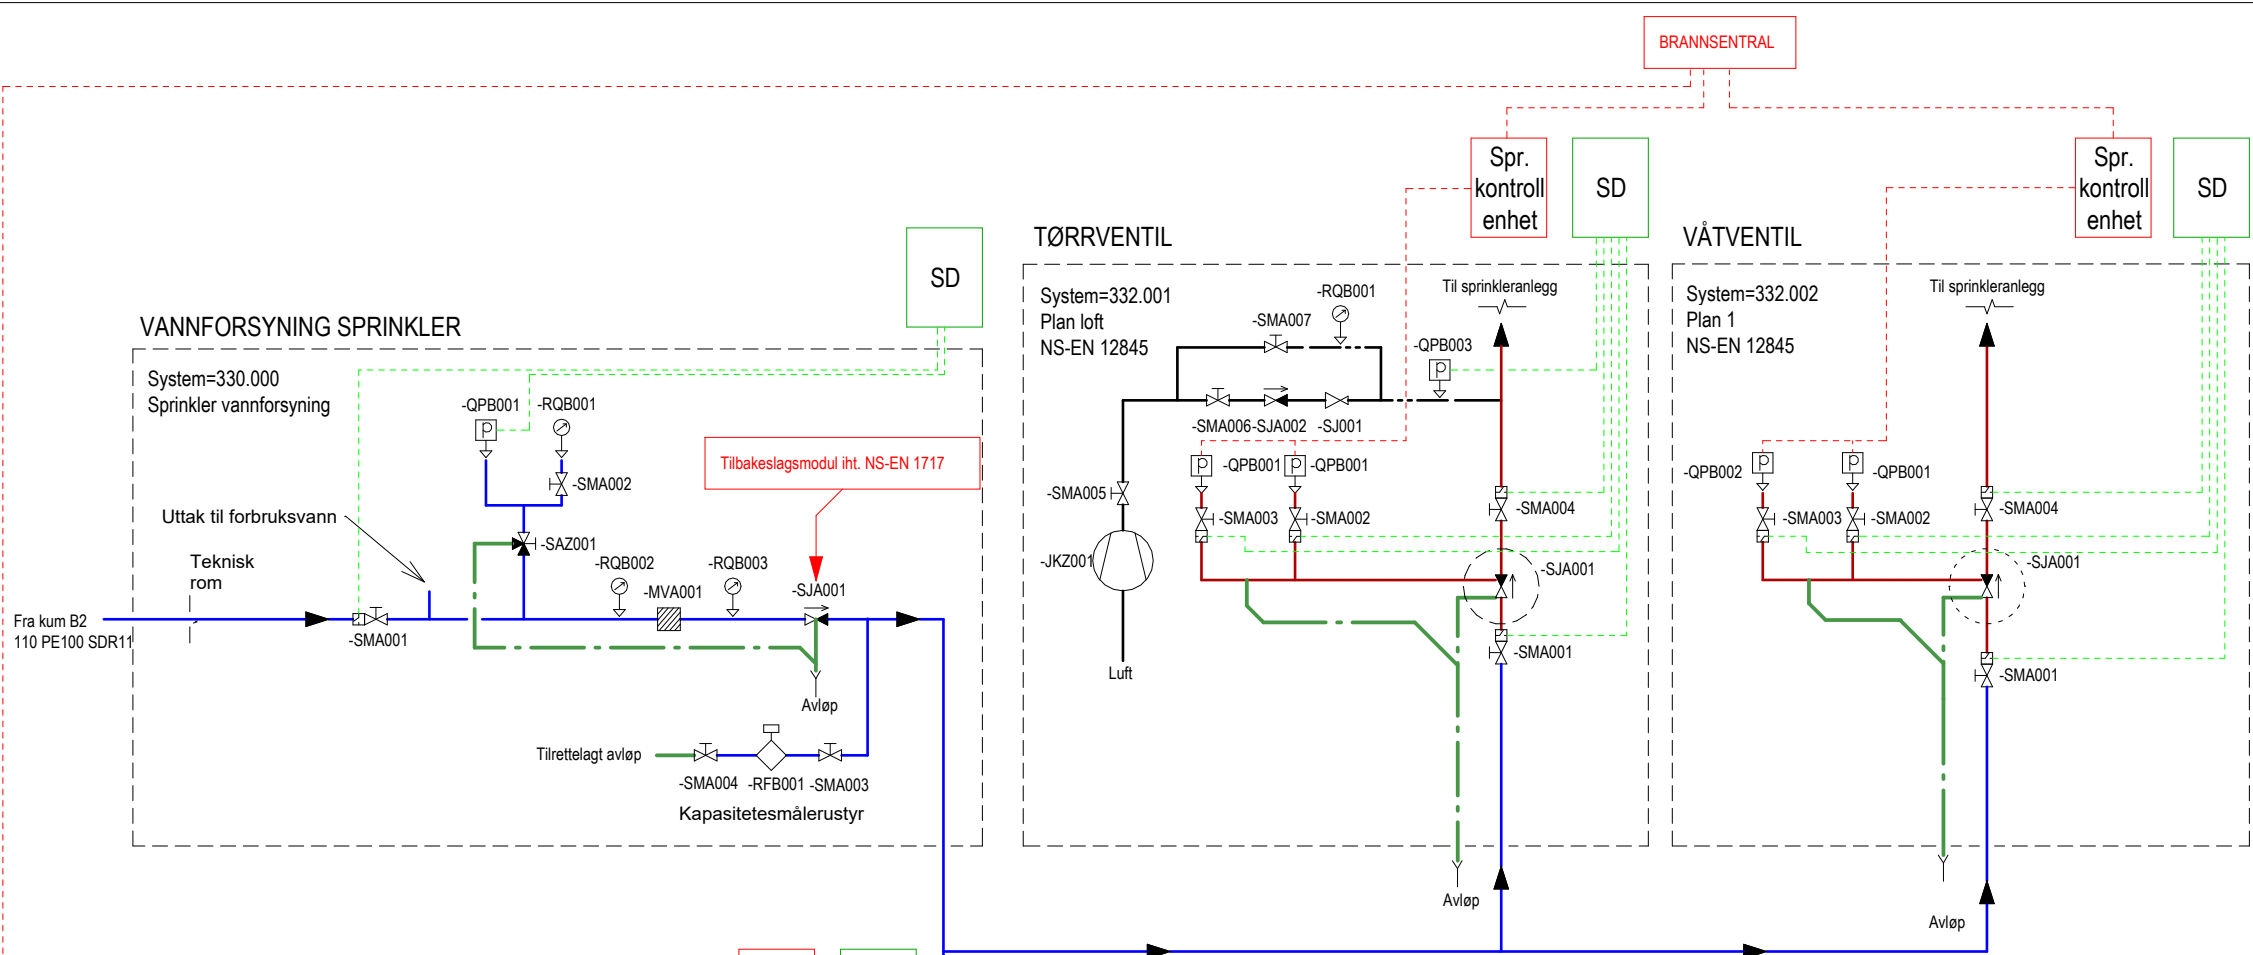 BRANNSENTRAL
Spr.
kontroll
enhet
SD
Spr.
kontroll
enhet
SD
SD
VANNFORSYNING SPRINKLER
System=330.000
Sprinkler vannforsyning
-QPB001
-RQB001
p
-SMA002
Tilbakeslagsmodul iht. NS-EN 1717
Uttak til forbruksvann
-SAZ001
Teknisk
rom
-RQB002
-RQB003
-MVA001
-SJA001
Fra kum B2
110 PE100 SDR11
-SMA001
Avløp
Tilrettelagt avløp
-SMA004
-RFB001
-SMA003
Kapasitetesmålerustyr
TØRRVENTIL
System=332.001
Plan loft
NS-EN 12845
-RQB001
-SMA007
Til sprinkleranlegg
-QPB003
p
-SMA006
-SJA002
-SJ001
p
-QPB001
p
-QPB001
-SMA005
-SMA003
-SMA002
-SMA004
-JKZ001
-SJA001
-SMA001
Luft
Avløp
VÅTVENTIL
System=332.002
Plan 1
NS-EN 12845
Til sprinkleranlegg
-QPB002
p
p
-QPB001
-SMA003
-SMA002
-SMA004
-SJA001
-SMA001
Avløp